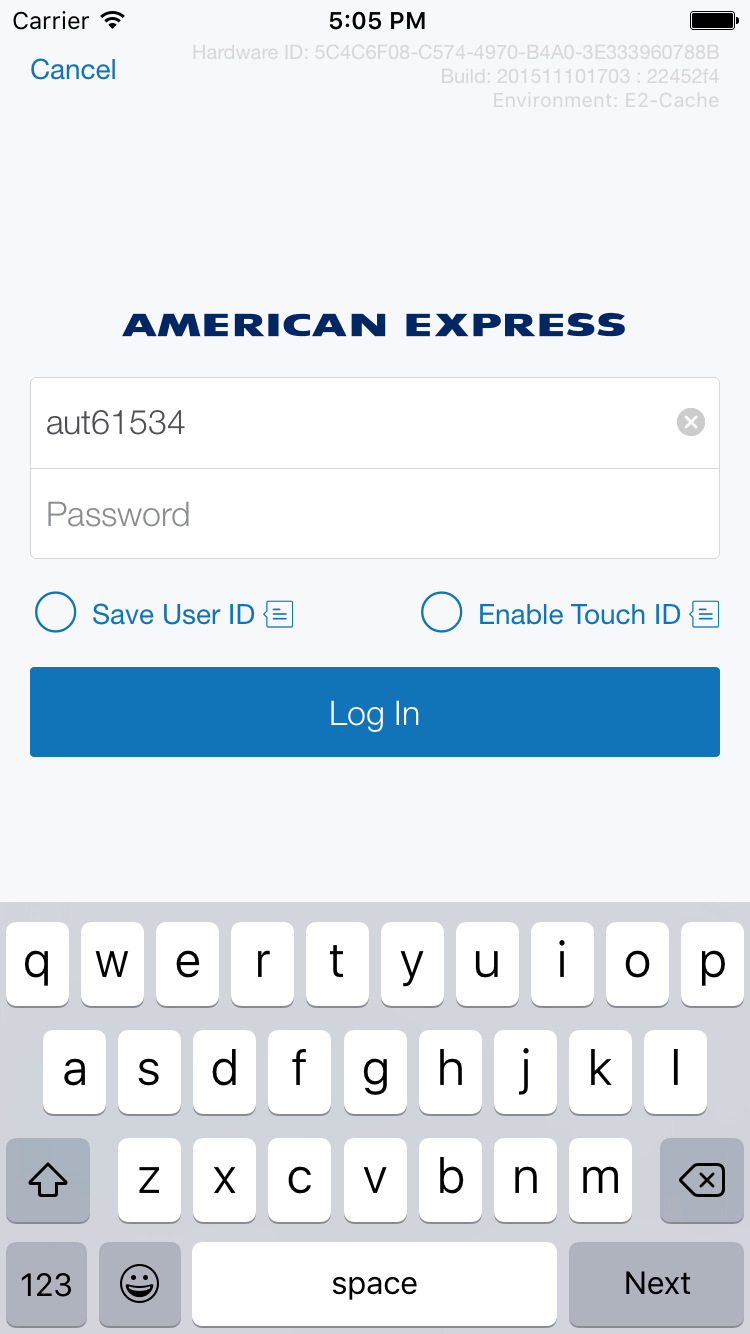 Carrier 5:05 PM
Hardware ID: 5C4C6F08-C574-4970-B4A0-3E333960788B
Cancel
Build: 201511101703 : 22452f4
Environment: E2-Cache
AMERICAN EXPRESS
aut61534
Password
Save User ID Enable Touch ID
Log In
q w e r t y u i o p
a s d f g h j k l
z x c v b n m
123 space Next